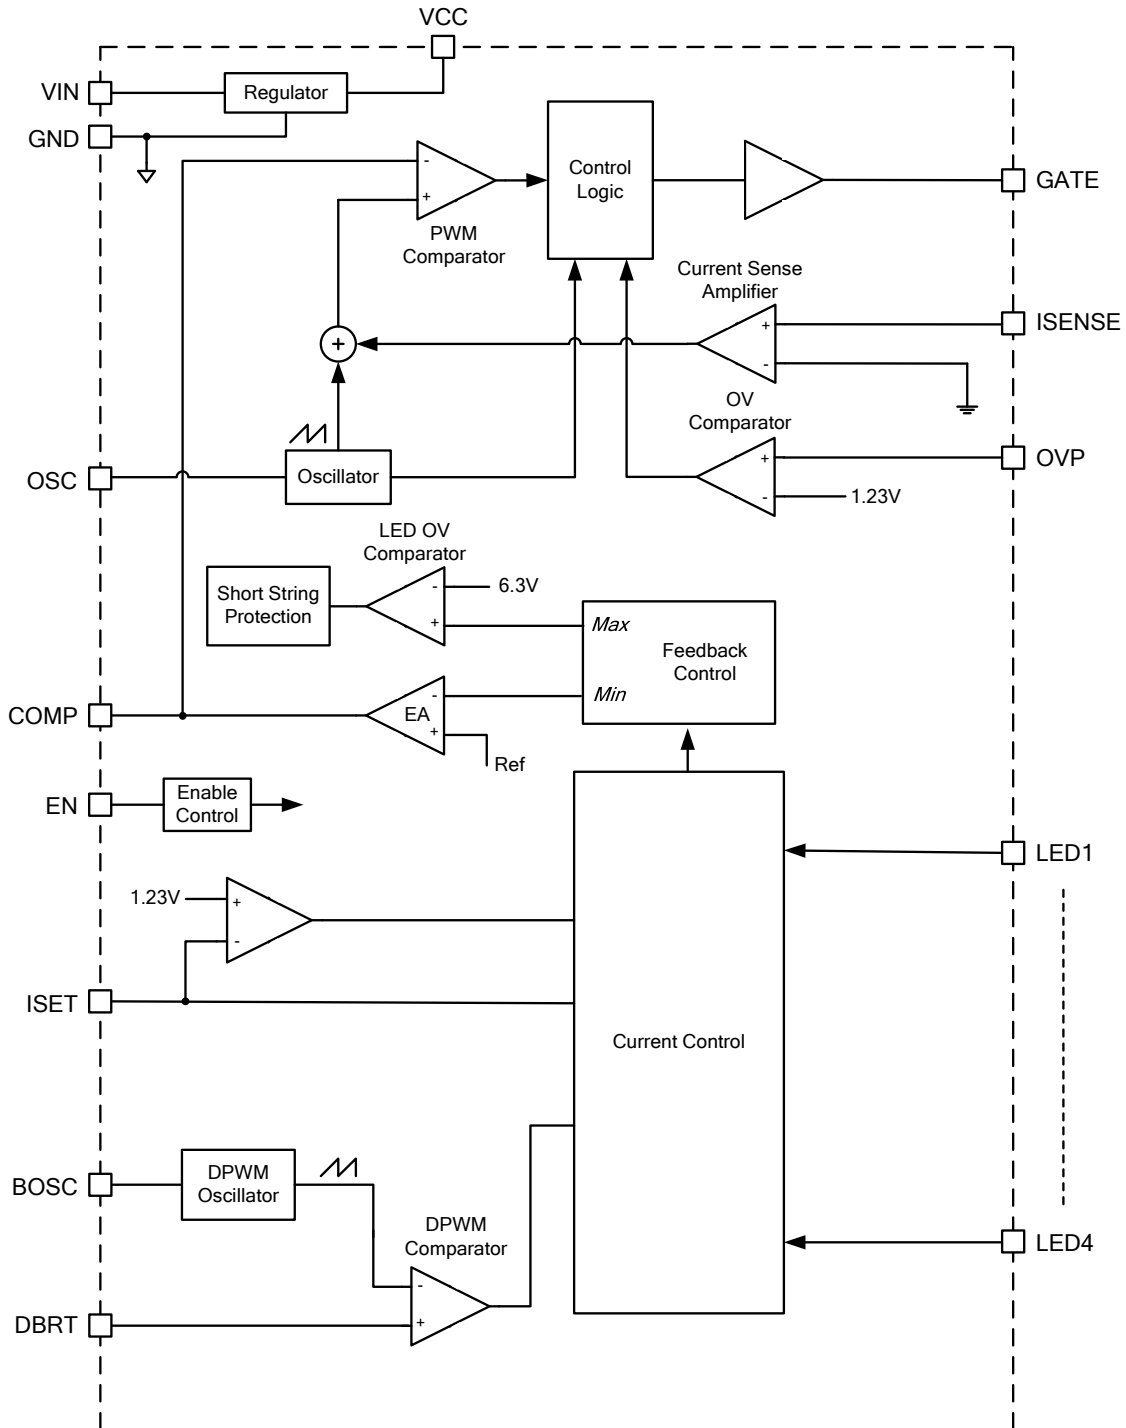 VCC
VIN
Regulator
GND
-
+
PWM
Comparator
Control
Logic
GATE
Current Sense
Amplifier
+
-
ISENSE
+
OV
Comparator
+
-
1.23V
OVP
OSC
Oscillator
LED OV
Comparator
Short String
Protection
-
+
6.3V
Max
Min
Feedback
Control
COMP
EA
-
+
Ref
EN
Enable
Control
LED1
1.23V
+
-
ISET
Current Control
BOSC
DPWM
Oscillator
DPWM
Comparator
-
+
LED4
DBRT